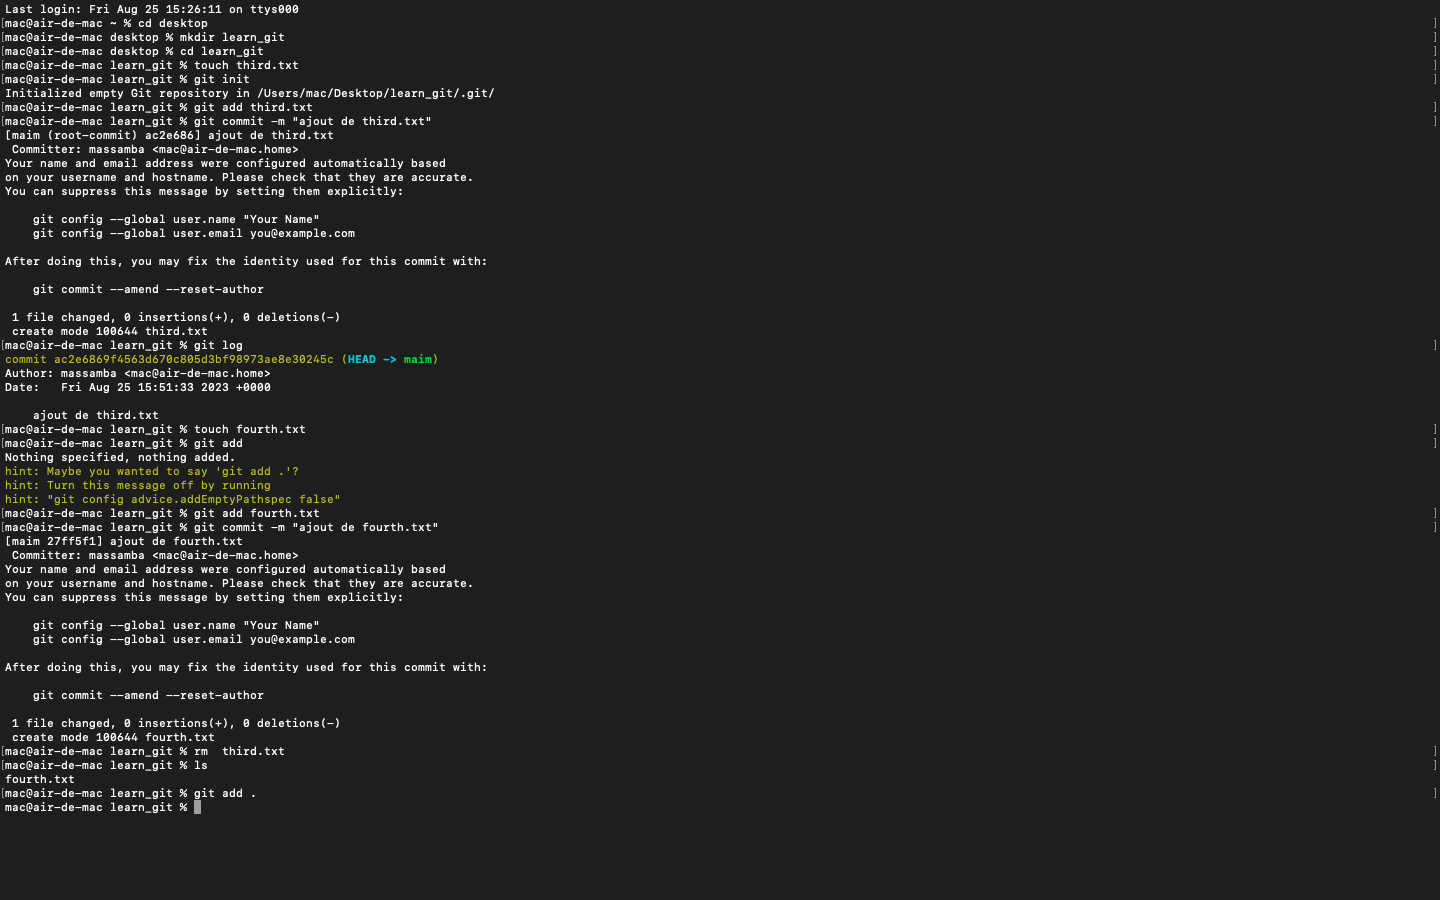 Last login: Fri Aug 25 15:26:11 on ttys000
[mac@air-de-mac ~ % cd desktop ]
[mac@air-de-mac desktop % mkdir learn_git ]
[mac@air-de-mac desktop % cd learn_git ]
[mac@air-de-mac learn_git % touch third.txt ]
[mac@air-de-mac learn_git % git init ]
Initialized empty Git repository in /Users/mac/Desktop/learn_git/.git/
[mac@air-de-mac learn_git % git add third.txt ]
[mac@air-de-mac learn_git % git commit -m "ajout de third.txt" ]
[maim (root-commit) ac2e686] ajout de third.txt
 Committer: massamba <mac@air-de-mac.home>
Your name and email address were configured automatically based
on your username and hostname. Please check that they are accurate.
You can suppress this message by setting them explicitly:

    git config --global user.name "Your Name"
    git config --global user.email you@example.com

After doing this, you may fix the identity used for this commit with:

    git commit --amend --reset-author

 1 file changed, 0 insertions(+), 0 deletions(-)
 create mode 100644 third.txt
[mac@air-de-mac learn_git % git log ]
commit ac2e6869f4563d670c805d3bf98973ae8e30245c (HEAD -> maim)
Author: massamba <mac@air-de-mac.home>
Date:   Fri Aug 25 15:51:33 2023 +0000

    ajout de third.txt
[mac@air-de-mac learn_git % touch fourth.txt ]
[mac@air-de-mac learn_git % git add ]
Nothing specified, nothing added.
hint: Maybe you wanted to say 'git add .'?
hint: Turn this message off by running
hint: "git config advice.addEmptyPathspec false"
[mac@air-de-mac learn_git % git add fourth.txt ]
[mac@air-de-mac learn_git % git commit -m "ajout de fourth.txt" ]
[maim 27ff5f1] ajout de fourth.txt
 Committer: massamba <mac@air-de-mac.home>
Your name and email address were configured automatically based
on your username and hostname. Please check that they are accurate.
You can suppress this message by setting them explicitly:

    git config --global user.name "Your Name"
    git config --global user.email you@example.com

After doing this, you may fix the identity used for this commit with:

    git commit --amend --reset-author

 1 file changed, 0 insertions(+), 0 deletions(-)
 create mode 100644 fourth.txt
[mac@air-de-mac learn_git % rm  third.txt ]
[mac@air-de-mac learn_git % ls ]
fourth.txt
[mac@air-de-mac learn_git % git add . ]
mac@air-de-mac learn_git %